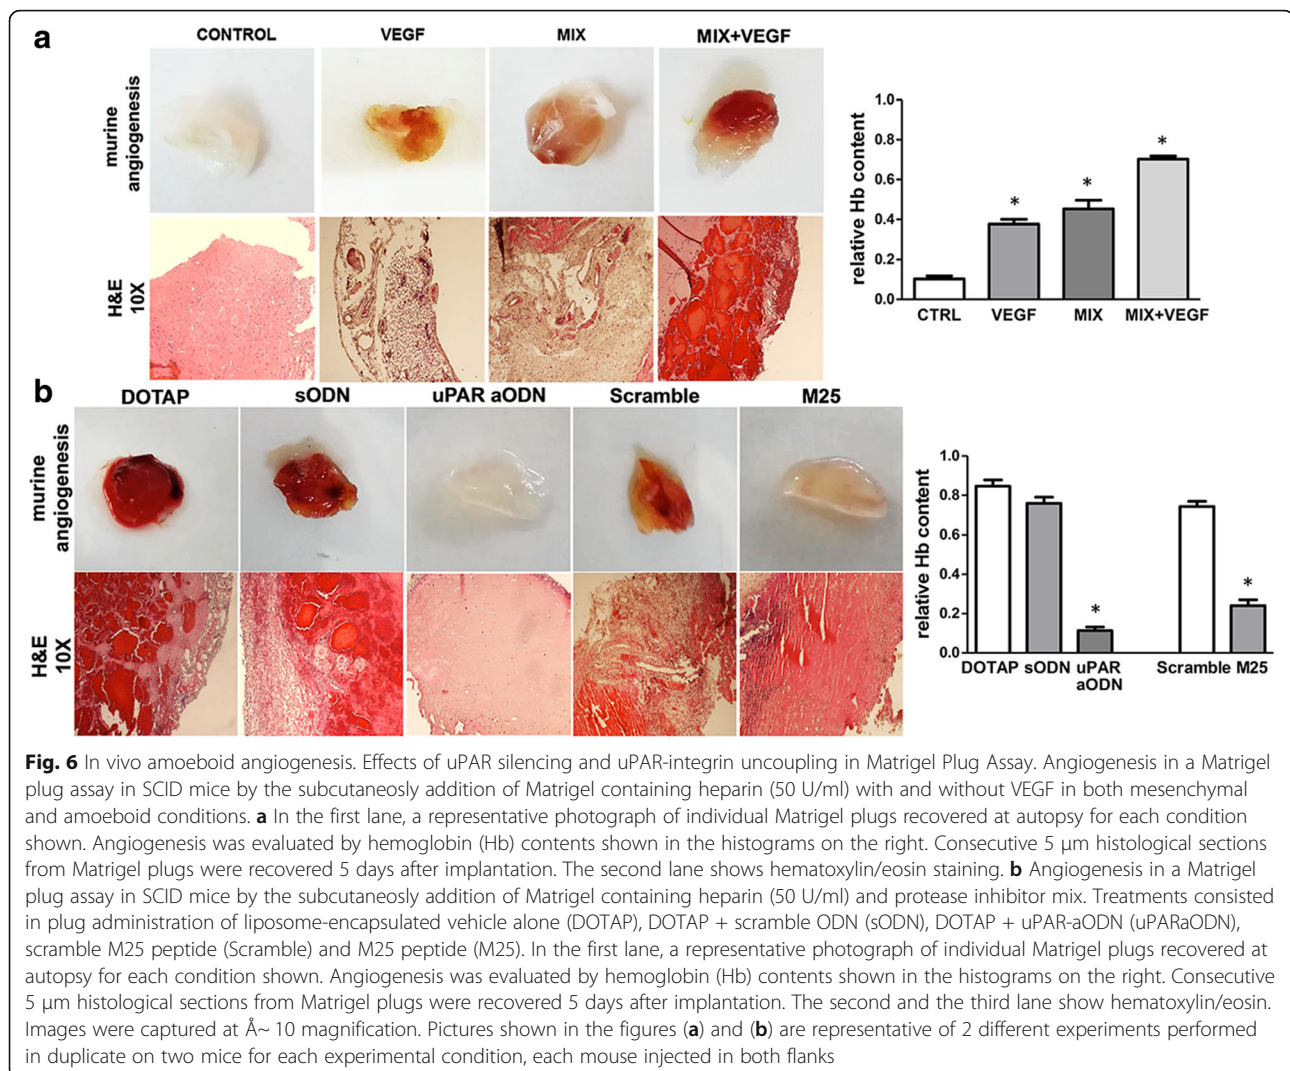 a
CONTROL VEGF MIX MIX+VEGF
murine
angiogenesis
H&E
10X
relative Hb content
1.0
0.8
0.6
0.4
0.2
0.0
* * *
CTRL VEGF MIX MIX+VEGF
b
DOTAP sODN uPAR aODN Scramble M25
murine
angiogenesis
H&E
10X
relative Hb content
1.0
0.8
0.6
0.4
0.2
0.0
* *
DOTAP sODN uPAR Scramble M25
aODN
Fig. 6 In vivo amoeboid angiogenesis. Effects of uPAR silencing and uPAR-integrin uncoupling in Matrigel Plug Assay. Angiogenesis in a Matrigel
plug assay in SCID mice by the subcutaneosly addition of Matrigel containing heparin (50 U/ml) with and without VEGF in both mesenchymal
and amoeboid conditions. a In the first lane, a representative photograph of individual Matrigel plugs recovered at autopsy for each condition
shown. Angiogenesis was evaluated by hemoglobin (Hb) contents shown in the histograms on the right. Consecutive 5 μm histological sections
from Matrigel plugs were recovered 5 days after implantation. The second lane shows hematoxylin/eosin staining. b Angiogenesis in a Matrigel
plug assay in SCID mice by the subcutaneosly addition of Matrigel containing heparin (50 U/ml) and protease inhibitor mix. Treatments consisted
in plug administration of liposome-encapsulated vehicle alone (DOTAP), DOTAP + scramble ODN (sODN), DOTAP + uPAR-aODN (uPARaODN),
scramble M25 peptide (Scramble) and M25 peptide (M25). In the first lane, a representative photograph of individual Matrigel plugs recovered at
autopsy for each condition shown. Angiogenesis was evaluated by hemoglobin (Hb) contents shown in the histograms on the right. Consecutive
5 μm histological sections from Matrigel plugs were recovered 5 days after implantation. The second and the third lane show hematoxylin/eosin.
Images were captured at Å~ 10 magnification. Pictures shown in the figures (a) and (b) are representative of 2 different experiments performed
in duplicate on two mice for each experimental condition, each mouse injected in both flanks